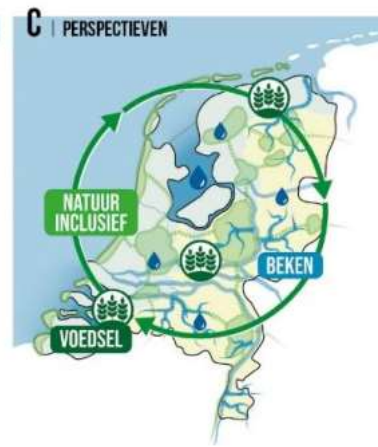 C | PERSPECTIEVEN
NATUUR
INCLUSIEF
BEKEN
VOEDSEL